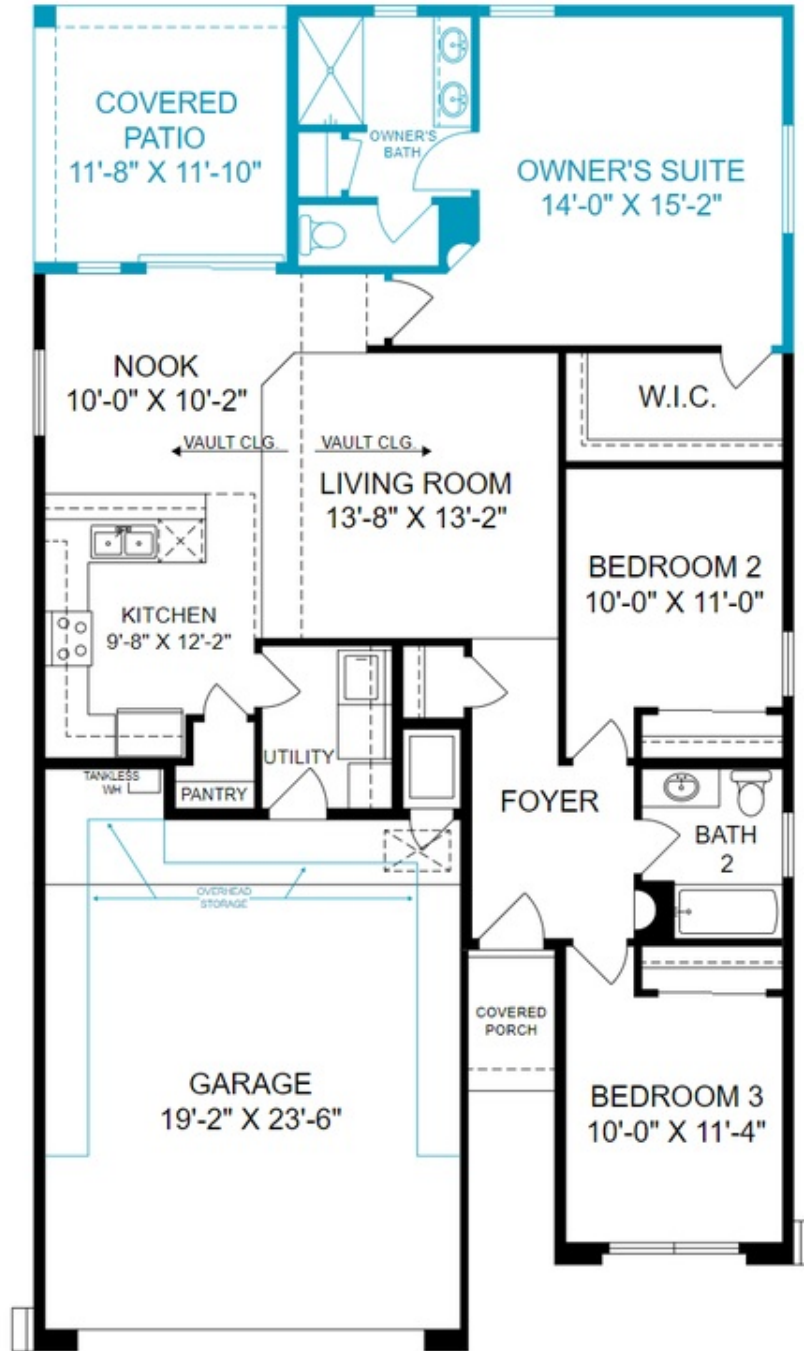 COVERED
PATIO
11'-8" X 11'-10"
OWNER'S
BATH
OWNER'S SUITE
14'-0" X 15'-2"
NOOK
10'-0" X 10'-2"
W.I.C.
VAULT CLG.
VAULT CLG.
LIVING ROOM
13'-8" X 13'-2"
BEDROOM 2
10'-0" X 11'-0"
KITCHEN
9'-8" X 12'-2"
UTILITY
TANKLESS
WH
PANTRY
FOYER
BATH
2
OVERHEAD
STORAGE
COVERED
PORCH
GARAGE
19'-2" X 23'-6"
BEDROOM 3
10'-0" X 11'-4"